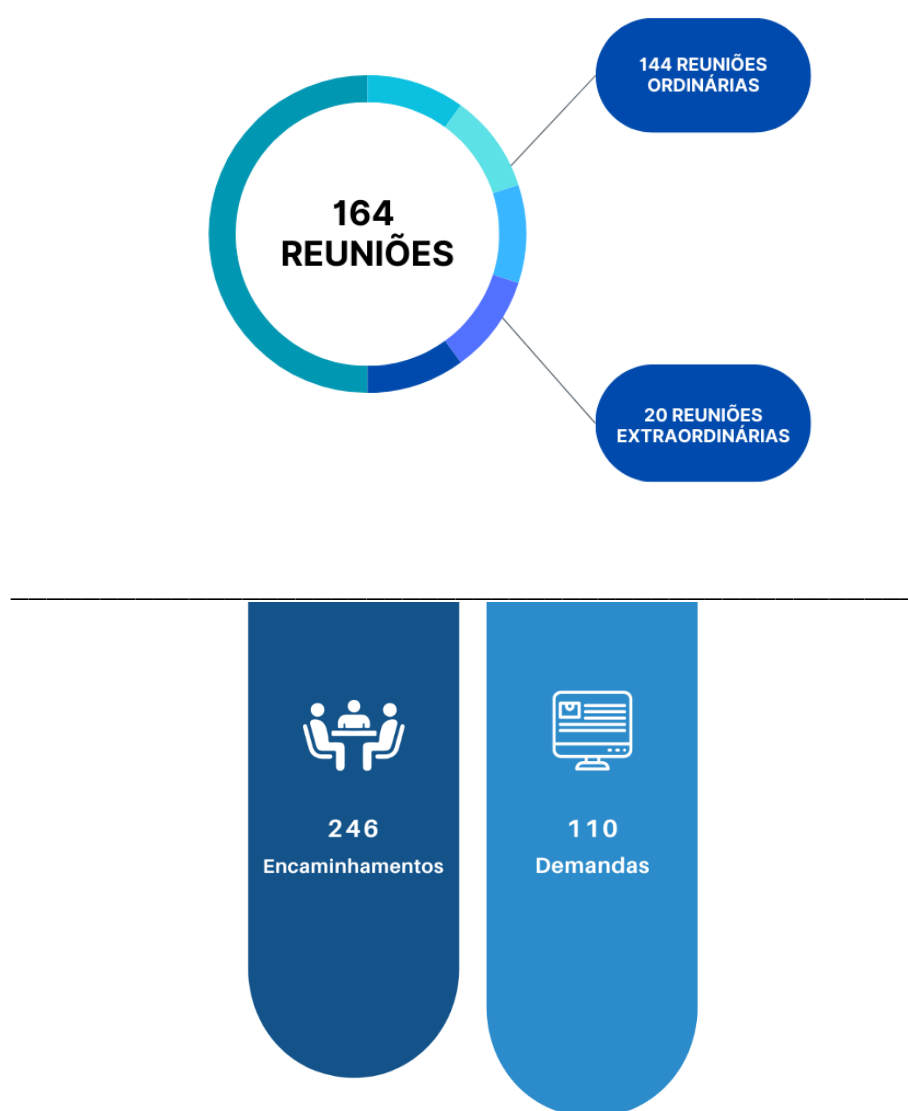 144 REUNIÕES
ORDINÁRIAS
164
REUNIÕES
20 REUNIÕES
EXTRAORDINÁRIAS
246
Encaminhamentos
110
Demandas